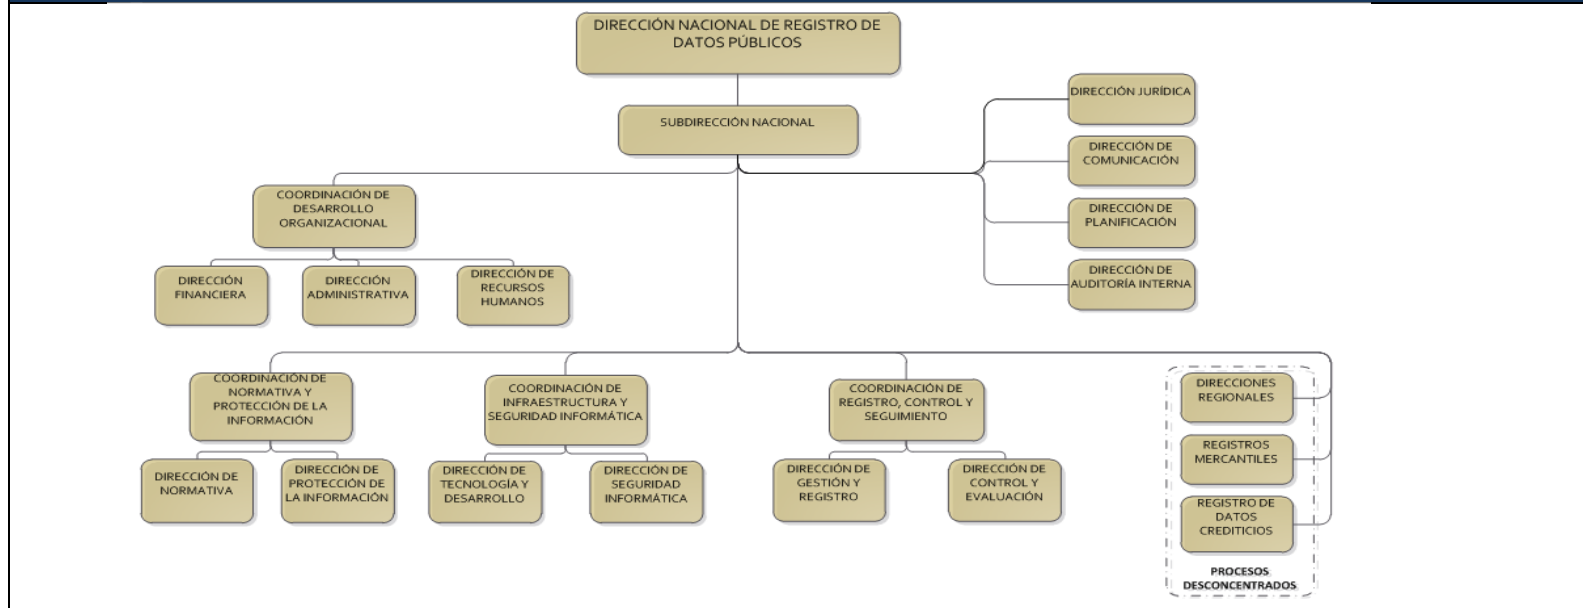 DIRECCIÓN NACIONAL DE REGISTRO DE
DATOS PÚBLICOS
SUBDIRECCIÓN NACIONAL
DIRECCIÓN JURÍDICA
DIRECCIÓN DE
COMUNICACIÓN
DIRECCIÓN DE
PLANIFICACIÓN
DIRECCIÓN DE
AUDITORÍA INTERNA
COORDINACIÓN DE
DESARROLLO
ORGANIZACIONAL
DIRECCIÓN
FINANCIERA
DIRECCIÓN
ADMINISTRATIVA
DIRECCIÓN DE
RECURSOS
HUMANOS
COORDINACIÓN DE
NORMATIVA Y
PROTECCIÓN DE LA
INFORMACIÓN
DIRECCIÓN DE
NORMATIVA
DIRECCIÓN DE
PROTECCIÓN DE
LA INFORMACIÓN
COORDINACIÓN DE
INFRAESTRUCTURA Y
SEGURIDAD INFORMÁTICA
DIRECCIÓN DE
TECNOLOGÍA Y
DESARROLLO
DIRECCIÓN DE
SEGURIDAD
INFORMÁTICA
COORDINACIÓN DE
REGISTRO, CONTROL Y
SEGUIMIENTO
DIRECCIÓN DE
GESTIÓN Y
REGISTRO
DIRECCIÓN DE
CONTROL Y
EVALUACIÓN
DIRECCIONES
REGIONALES
REGISTROS
MERCANTILES
REGISTRO DE
DATOS
CREDITICIOS
PROCESOS
DESCONCENTRADOS